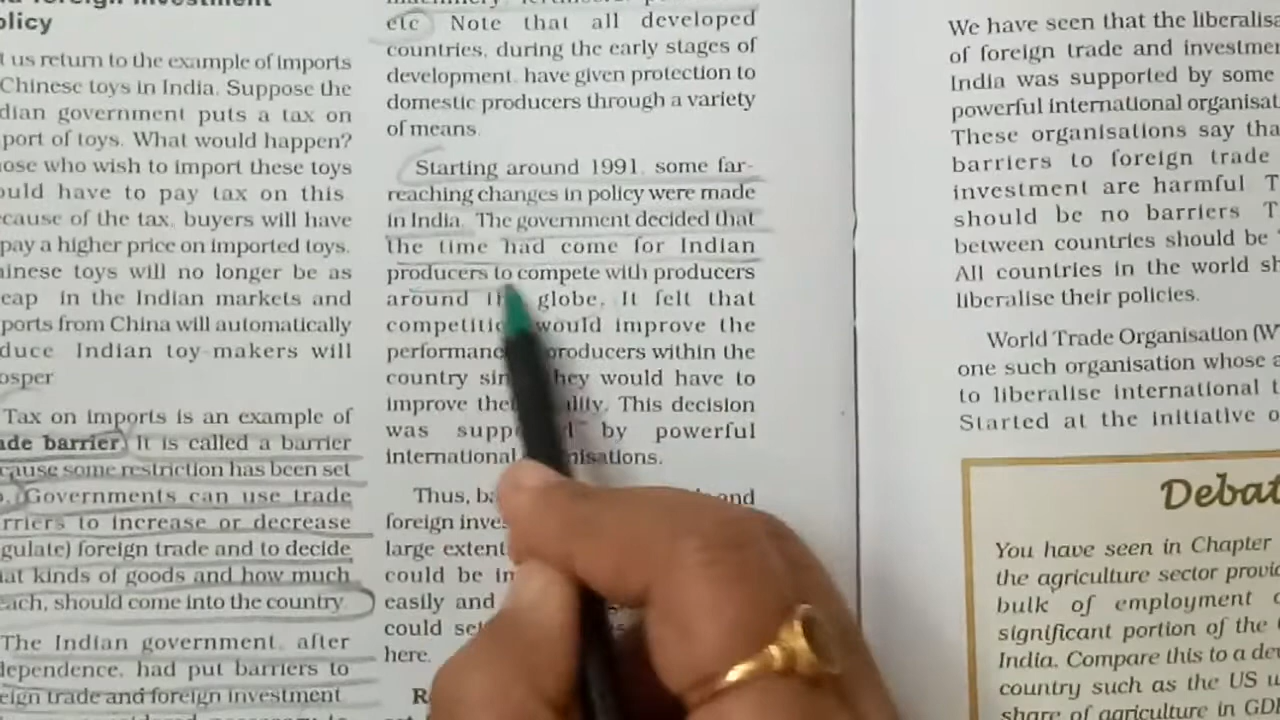 foreign investment
olicy
t us return to the example of imports
Chinese toys in India. Suppose the
dian government puts a tax on
port of toys. What would happen?
ose who wish to import these toys
ould have to pay tax on this
cause of the tax, buyers will have
pay a higher price on imported toys.
inese toys will no longer be as
eap in the Indian markets and
ports from China will automatically
duce Indian toy-makers will
osper
Tax on imports is an example of
ade barrier. It is called a barrier
cause some restriction has been set
Governments can use trade
rriers to increase or decrease
gulate) foreign trade and to decide
at kinds of goods and how much
each, should come into the country
The Indian government, after
dependence, had put barriers to
eign trade and foreign investment
etc Note that all developed
countries, during the early stages of
development, have given protection to
domestic producers through a variety
of means.
Starting around 1991, some far-
reaching changes in policy were made
in India. The government decided that
the time had come for Indian
producers to compete with producers
around globe. It felt that
would improve the
producers within the
country they would have to
improve This decision
was by powerful
international
Thus, and
foreign
large extent
could be
easily and
could
here.
We have seen that the liberalisa
of foreign trade and investme
India was supported by some
powerful international organisat
These organisations say tha
barriers to foreign trade
investment are harmful T
should be no barriers T
between countries should be
All countries in the world sh
liberalise their policies.
World Trade Organisation (W
one such organisation whose a
to liberalise international t
Started at the initiative o
Debat
You have seen in Chapter
the agriculture sector provi
bulk of employment
significant portion of the
India. Compare this to a de
country such as the US
share of agriculture in GD